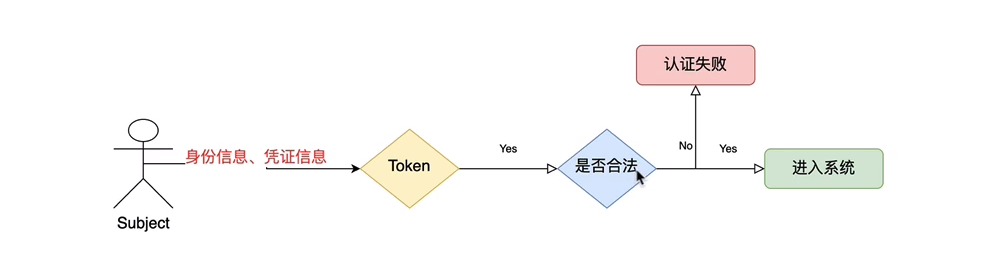 认证失败
身份信息、凭证信息
Token
Yes
是否合法
No
Yes
进入系统
Subject